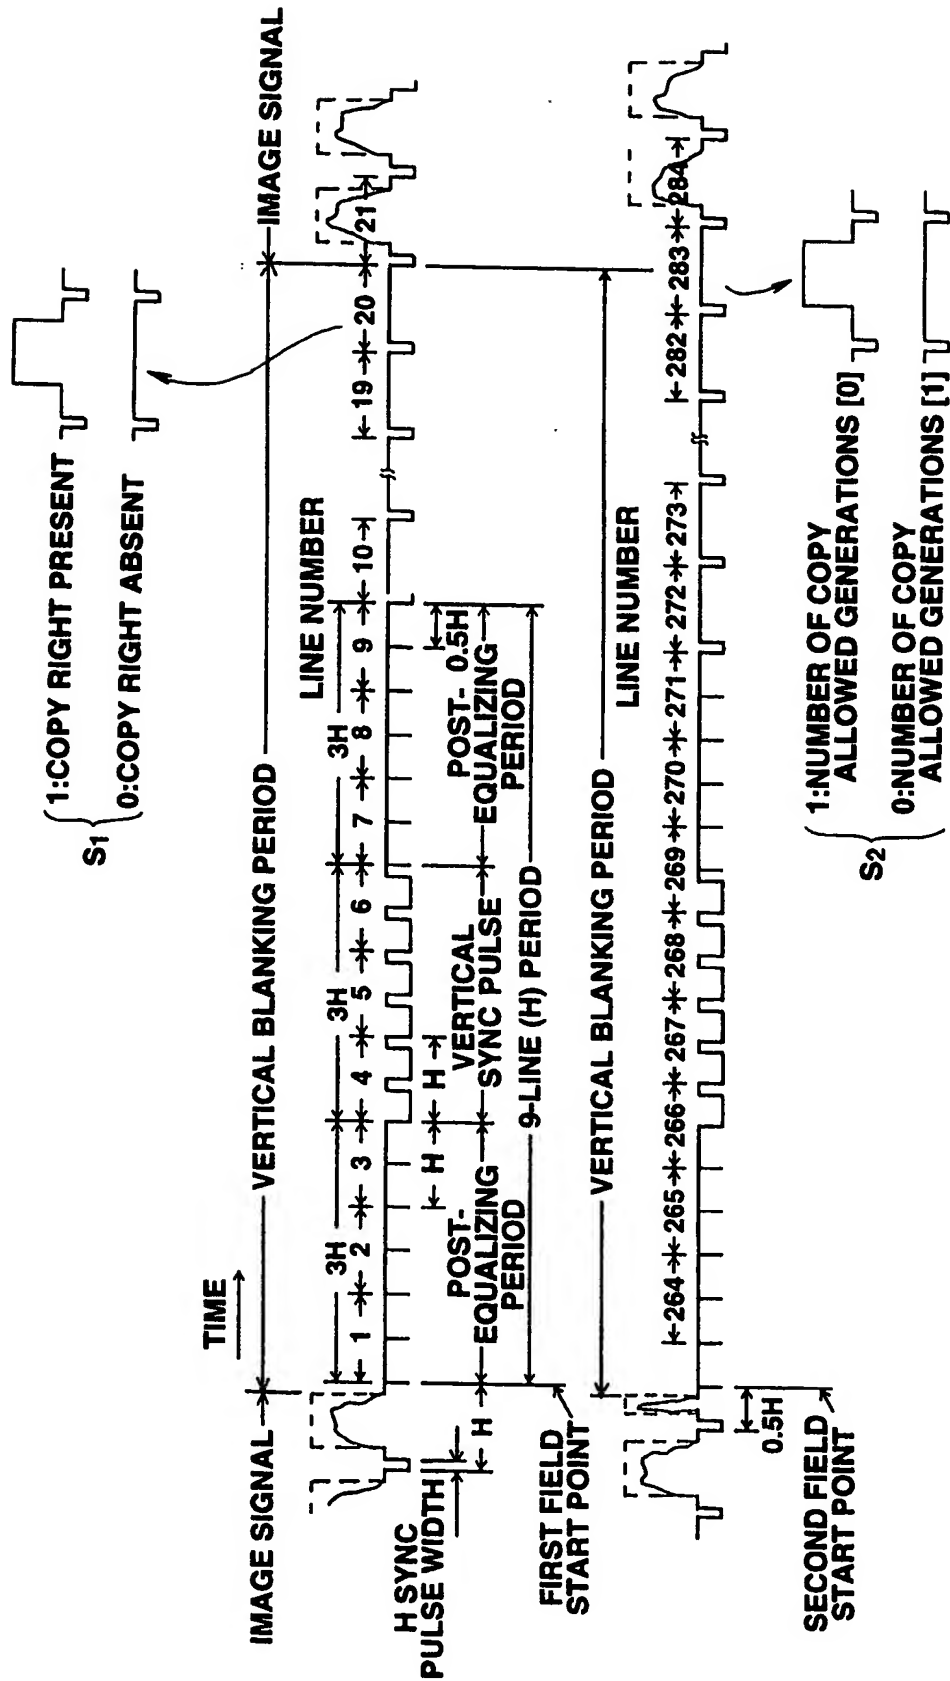 S1
1:COPY RIGHT PRESENT
0:COPY RIGHT ABSENT
TIME
IMAGE SIGNAL
VERTICAL BLANKING PERIOD
IMAGE SIGNAL
LINE NUMBER
3H
3H
3H
1
2
3
4
5
6
7
8
9
10
19
20
21
H SYNC
PULSE WIDTH
H
H
H
0.5H
POST-
EQUALIZING
PERIOD
VERTICAL
SYNC PULSE
POST-
EQUALIZING
PERIOD
9-LINE (H) PERIOD
FIRST FIELD
START POINT
VERTICAL BLANKING PERIOD
LINE NUMBER
264
265
266
267
268
269
270
271
272
273
282
283
284
0.5H
SECOND FIELD
START POINT
S2
1:NUMBER OF COPY
ALLOWED GENERATIONS [0]
0:NUMBER OF COPY
ALLOWED GENERATIONS [1]